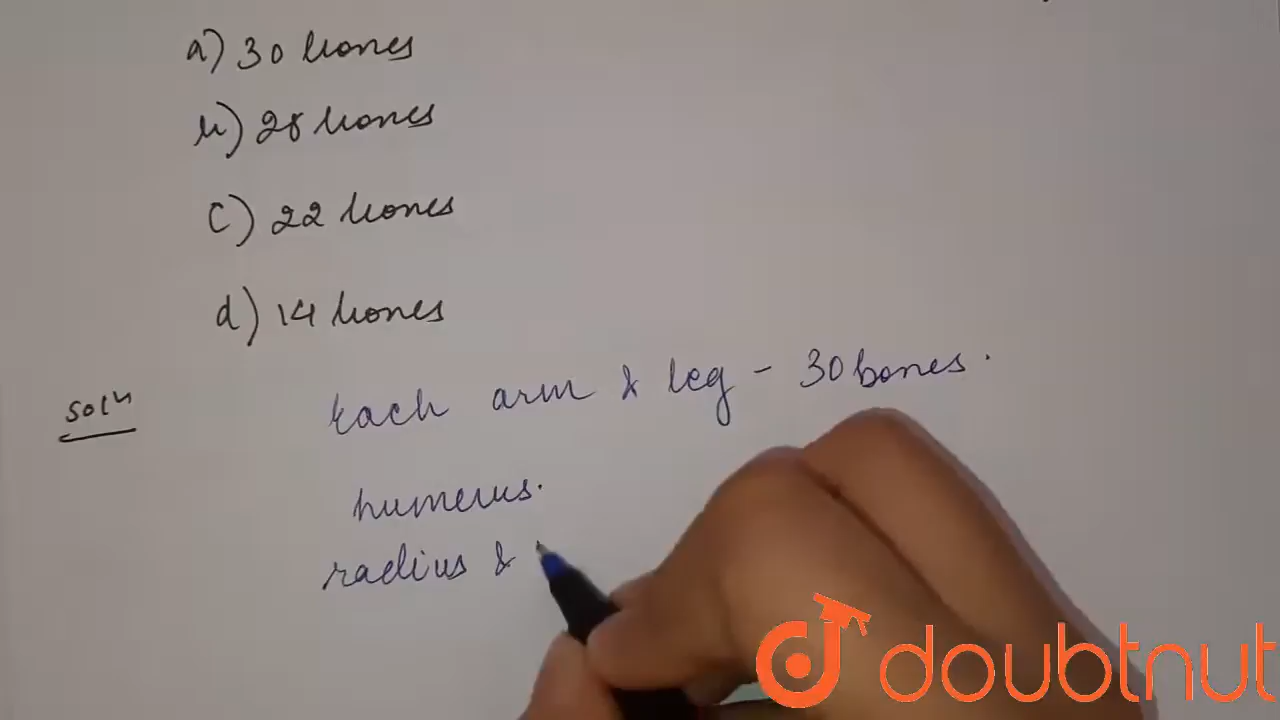 a) 30 bones
b) 28 bones
c) 22 bones
d) 14 bones
Each arm & leg - 30 bones.
Soln
humerus.
radius &
doubtnut